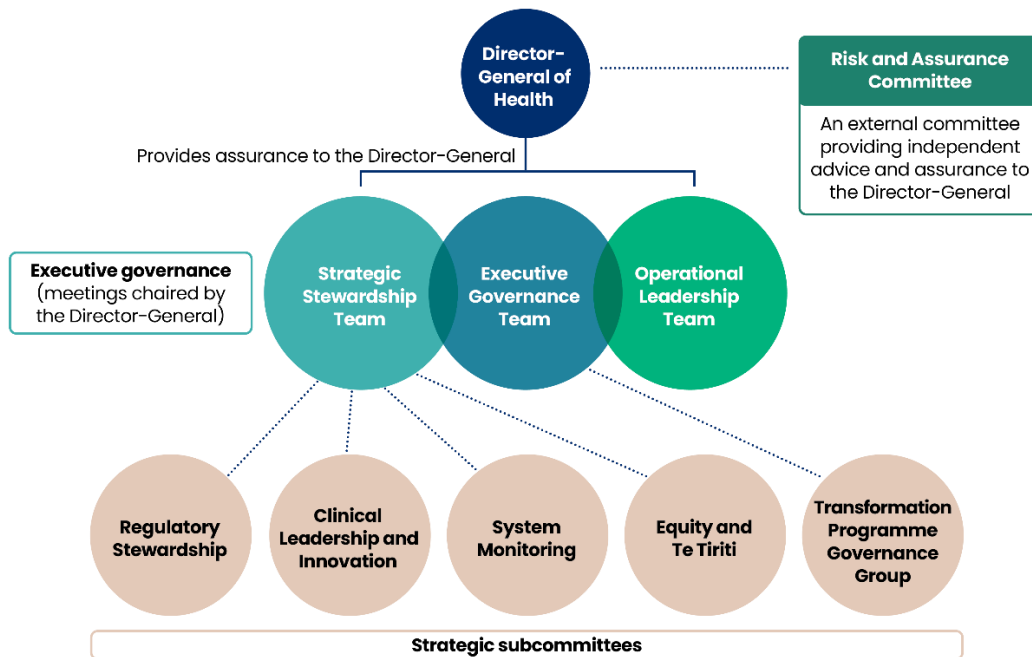 Director-
General of
Health
Risk and Assurance
Committee
An external committee
providing independent
advice and assurance to
the Director-General
Provides assurance to the Director-General
Executive governance
(meetings chaired by
the Director-General)
Strategic
Stewardship
Team
Executive
Governance
Team
Operational
Leadership
Team
Regulatory
Stewardship
Clinical
Leadership and
Innovation
System
Monitoring
Equity and
Te Tiriti
Transformation
Programme
Governance
Group
Strategic subcommittees